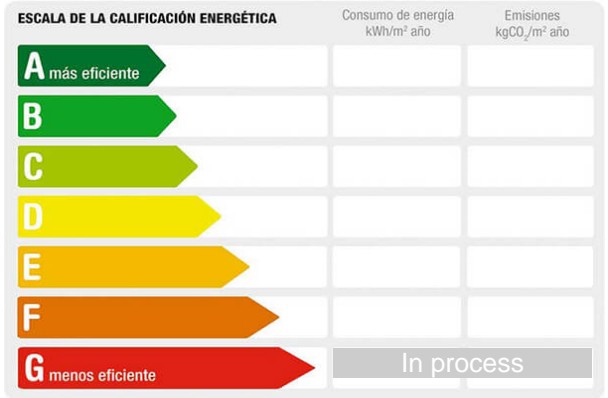 ESCALA DE LA CALIFICACIÓN ENERGÉTICA
Consumo de energía
kWh/m² año
Emisiones
kgCO₂/m² año
A más eficiente
B
C
D
E
F
G menos eficiente
In process